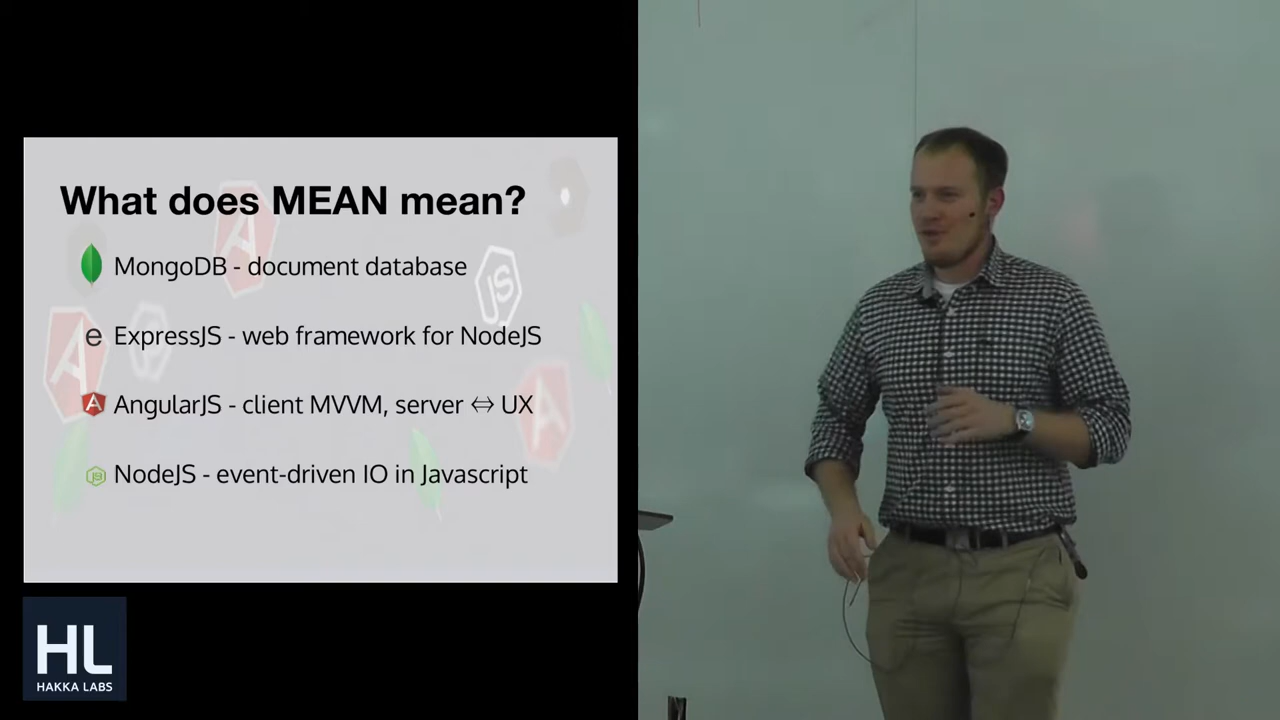 What does MEAN mean?
MongoDB - document database
e ExpressJS - web framework for NodeJS
AngularJS - client MVVM, server ⇔ UX
NodeJS - event-driven IO in Javascript
HL
HAKKA LABS